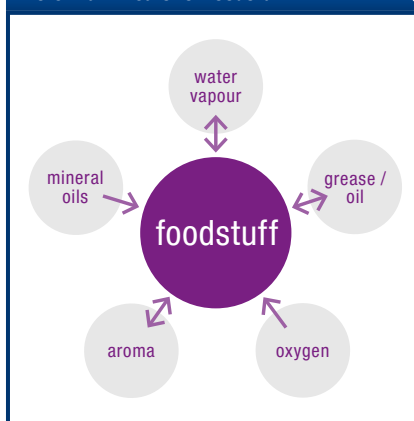 water
vapour
mineral
oils
grease /
oil
foodstuff
aroma
oxygen